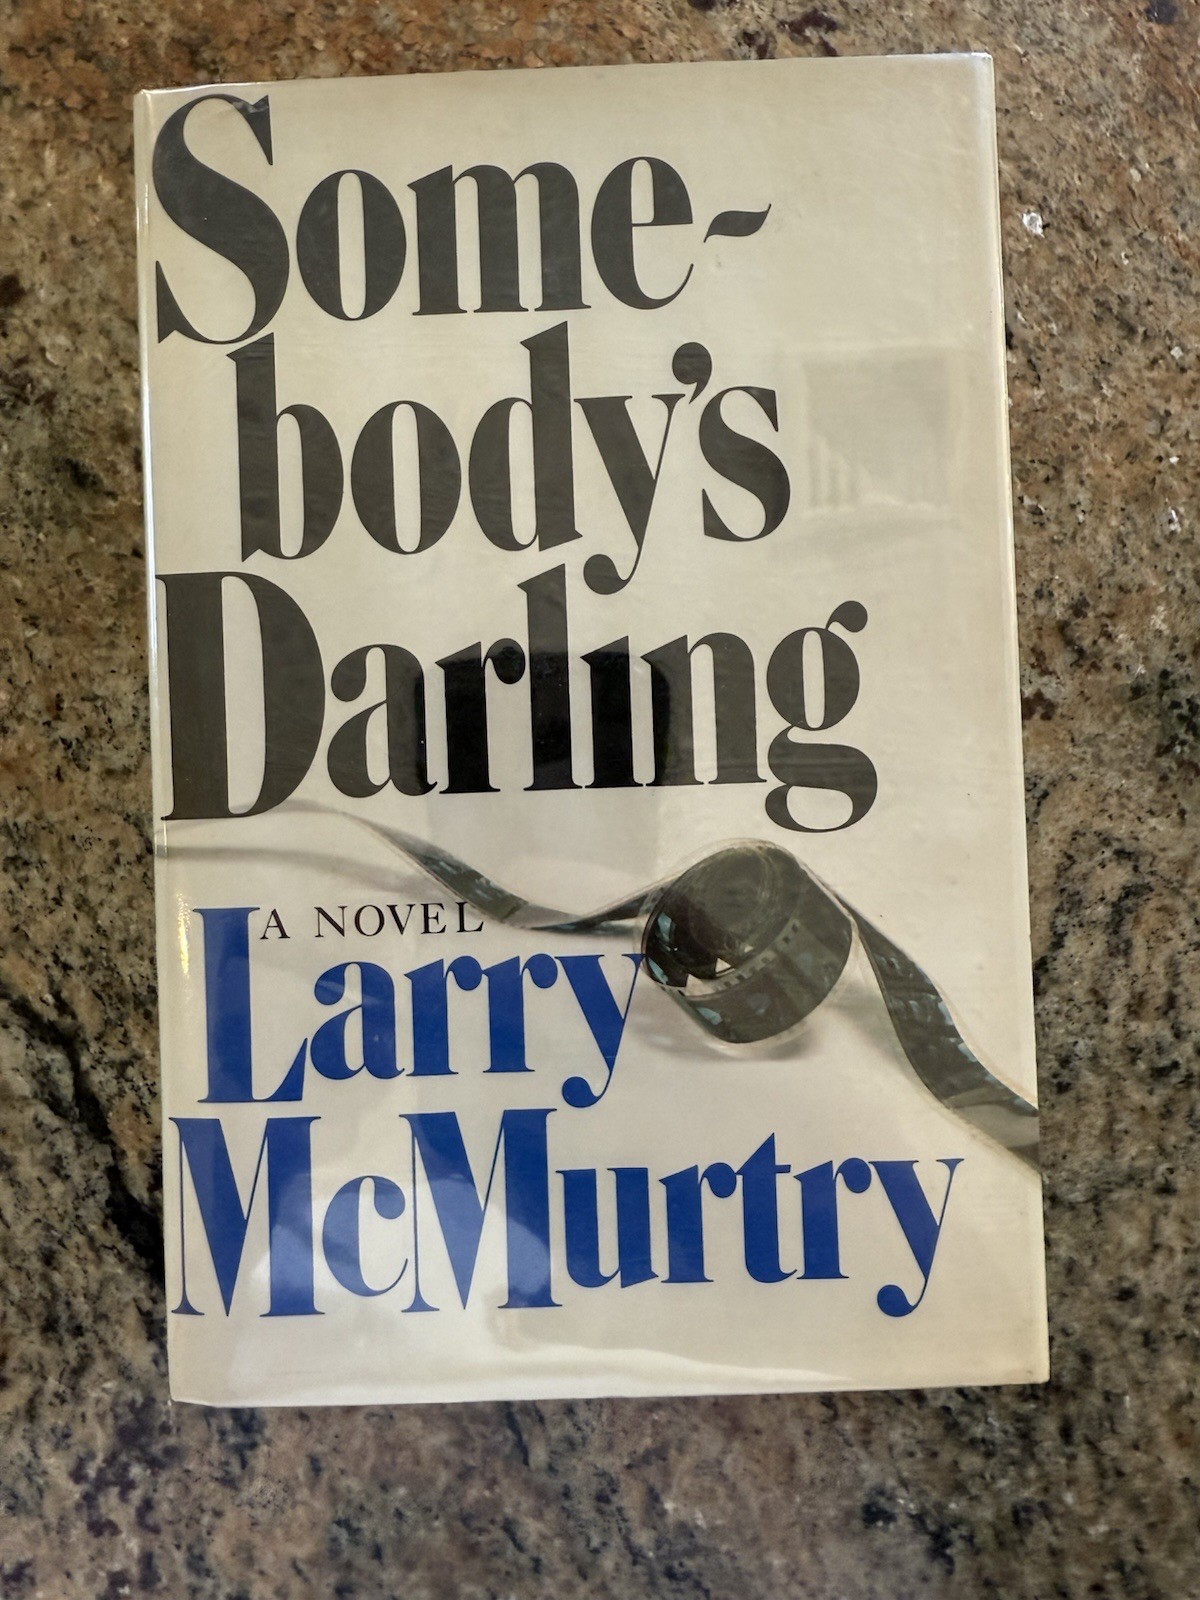 Some-
body's
Darling
A NOVEL
Larry
McMurtry